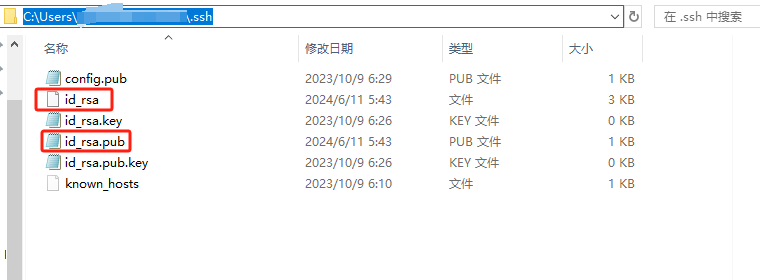 C:\Users\ \.ssh
在 .ssh 中搜索
名称 修改日期 类型 大小
config.pub 2023/10/9 6:29 PUB 文件 1 KB
id_rsa 2024/6/11 5:43 文件 3 KB
id_rsa.key 2023/10/9 6:26 KEY 文件 0 KB
id_rsa.pub 2024/6/11 5:43 PUB 文件 1 KB
id_rsa.pub.key 2023/10/9 6:26 KEY 文件 0 KB
known_hosts 2023/10/9 6:10 文件 1 KB